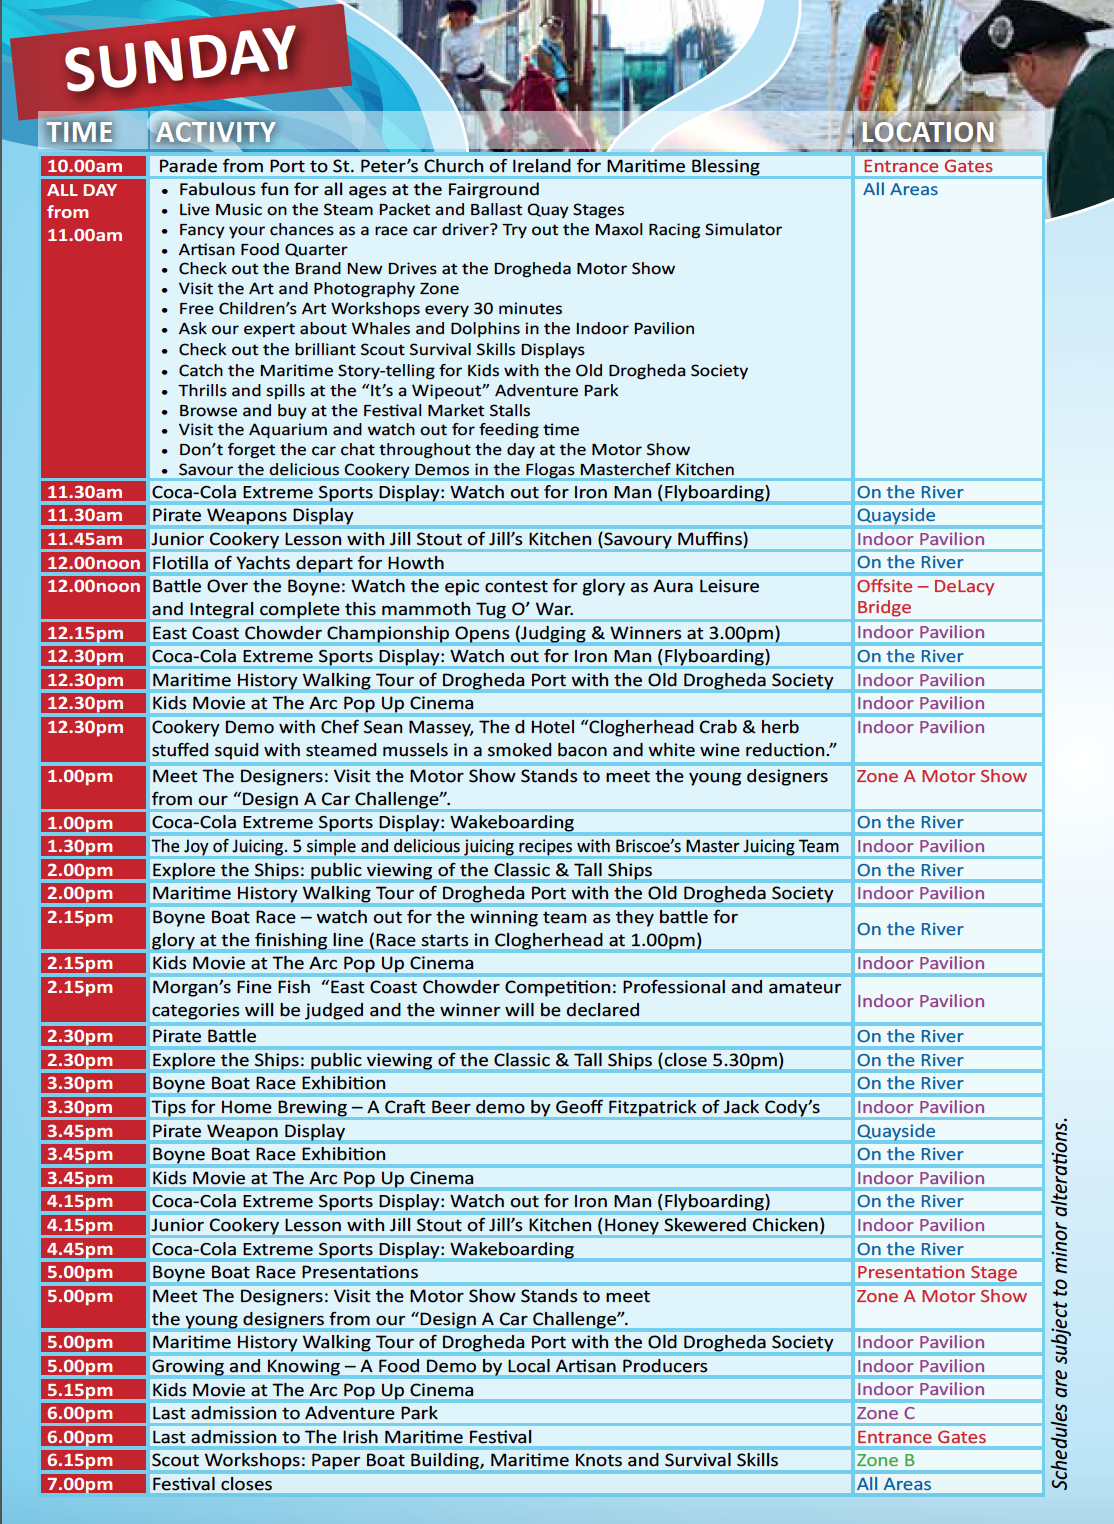 SUNDAY
TIME ACTIVITY LOCATION
10.00am Parade from Port to St. Peter's Church of Ireland for Maritime Blessing Entrance Gates
ALL DAY • Fabulous fun for all ages at the Fairground All Areas
from • Live Music on the Steam Packet and Ballast Quay Stages
11.00am • Fancy your chances as a race car driver? Try out the Maxol Racing Simulator
• Artisan Food Quarter
• Check out the Brand New Drives at the Drogheda Motor Show
• Visit the Art and Photography Zone
• Free Children's Art Workshops every 30 minutes
• Ask our expert about Whales and Dolphins in the Indoor Pavilion
• Check out the brilliant Scout Survival Skills Displays
• Catch the Maritime Story-telling for Kids with the Old Drogheda Society
• Thrills and spills at the “It's a Wipeout” Adventure Park
• Browse and buy at the Festival Market Stalls
• Visit the Aquarium and watch out for feeding time
• Don't forget the car chat throughout the day at the Motor Show
• Savour the delicious Cookery Demos in the Flogas Masterchef Kitchen
11.30am Coca-Cola Extreme Sports Display: Watch out for Iron Man (Flyboarding) On the River
11.30am Pirate Weapons Display Quayside
11.45am Junior Cookery Lesson with Jill Stout of Jill's Kitchen (Savoury Muffins) Indoor Pavilion
12.00noon Flotilla of Yachts depart for Howth On the River
12.00noon Battle Over the Boyne: Watch the epic contest for glory as Aura Leisure Offsite – DeLacy
and Integral complete this mammoth Tug O' War. Bridge
12.15pm East Coast Chowder Championship Opens (Judging & Winners at 3.00pm) Indoor Pavilion
12.30pm Coca-Cola Extreme Sports Display: Watch out for Iron Man (Flyboarding) On the River
12.30pm Maritime History Walking Tour of Drogheda Port with the Old Drogheda Society Indoor Pavilion
12.30pm Kids Movie at The Arc Pop Up Cinema Indoor Pavilion
12.30pm Cookery Demo with Chef Sean Massey, The d Hotel “Clogherhead Crab & herb Indoor Pavilion
stuffed squid with steamed mussels in a smoked bacon and white wine reduction.”
1.00pm Meet The Designers: Visit the Motor Show Stands to meet the young designers Zone A Motor Show
from our “Design A Car Challenge”.
1.00pm Coca-Cola Extreme Sports Display: Wakeboarding On the River
1.30pm The Joy of Juicing. 5 simple and delicious juicing recipes with Briscoe's Master Juicing Team Indoor Pavilion
2.00pm Explore the Ships: public viewing of the Classic & Tall Ships On the River
2.00pm Maritime History Walking Tour of Drogheda Port with the Old Drogheda Society Indoor Pavilion
2.15pm Boyne Boat Race – watch out for the winning team as they battle for On the River
glory at the finishing line (Race starts in Clogherhead at 1.00pm)
2.15pm Kids Movie at The Arc Pop Up Cinema Indoor Pavilion
2.15pm Morgan's Fine Fish “East Coast Chowder Competition: Professional and amateur Indoor Pavilion
categories will be judged and the winner will be declared
2.30pm Pirate Battle On the River
2.30pm Explore the Ships: public viewing of the Classic & Tall Ships (close 5.30pm) On the River
3.30pm Boyne Boat Race Exhibition On the River
3.30pm Tips for Home Brewing – A Craft Beer demo by Geoff Fitzpatrick of Jack Cody's Indoor Pavilion
3.45pm Pirate Weapon Display Quayside
3.45pm Boyne Boat Race Exhibition On the River
3.45pm Kids Movie at The Arc Pop Up Cinema Indoor Pavilion
4.15pm Coca-Cola Extreme Sports Display: Watch out for Iron Man (Flyboarding) On the River
4.15pm Junior Cookery Lesson with Jill Stout of Jill's Kitchen (Honey Skewered Chicken) Indoor Pavilion
4.45pm Coca-Cola Extreme Sports Display: Wakeboarding On the River
5.00pm Boyne Boat Race Presentations Presentation Stage
5.00pm Meet The Designers: Visit the Motor Show Stands to meet Zone A Motor Show
the young designers from our “Design A Car Challenge”.
5.00pm Maritime History Walking Tour of Drogheda Port with the Old Drogheda Society Indoor Pavilion
5.00pm Growing and Knowing – A Food Demo by Local Artisan Producers Indoor Pavilion
5.15pm Kids Movie at The Arc Pop Up Cinema Indoor Pavilion
6.00pm Last admission to Adventure Park Zone C
6.00pm Last admission to The Irish Maritime Festival Entrance Gates
6.15pm Scout Workshops: Paper Boat Building, Maritime Knots and Survival Skills Zone B
7.00pm Festival closes All Areas
Schedules are subject to minor alterations.